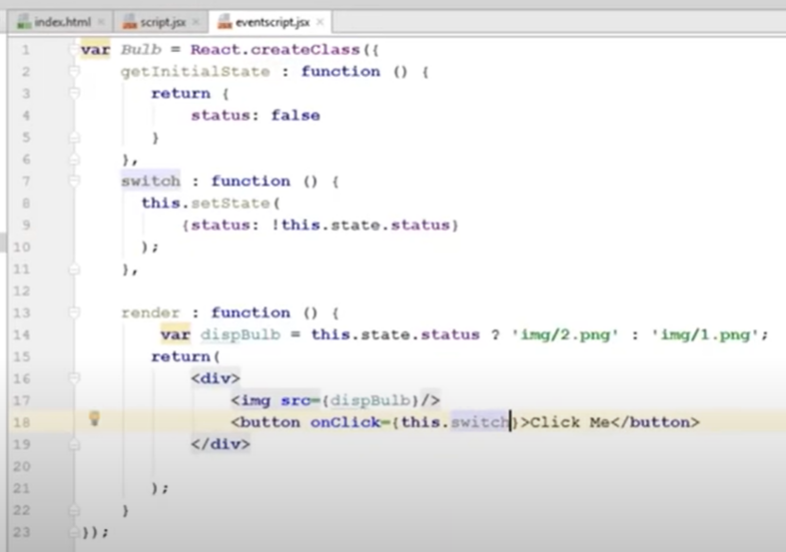 index.html script.jsx eventscript.jsx
1 var Bulb = React.createClass({
2 getInitialState : function () {
3 return {
4 status: false
5 }
6 },
7 switch : function () {
8 this.setState(
9 {status: !this.state.status}
10 );
11 },
12
13 render : function () {
14 var dispBulb = this.state.status ? 'img/2.png' : 'img/1.png';
15 return(
16 <div>
17 <img src={dispBulb}/>
18 <button onClick={this.switch}>Click Me</button>
19 </div>
20
21 );
22 }
23 });